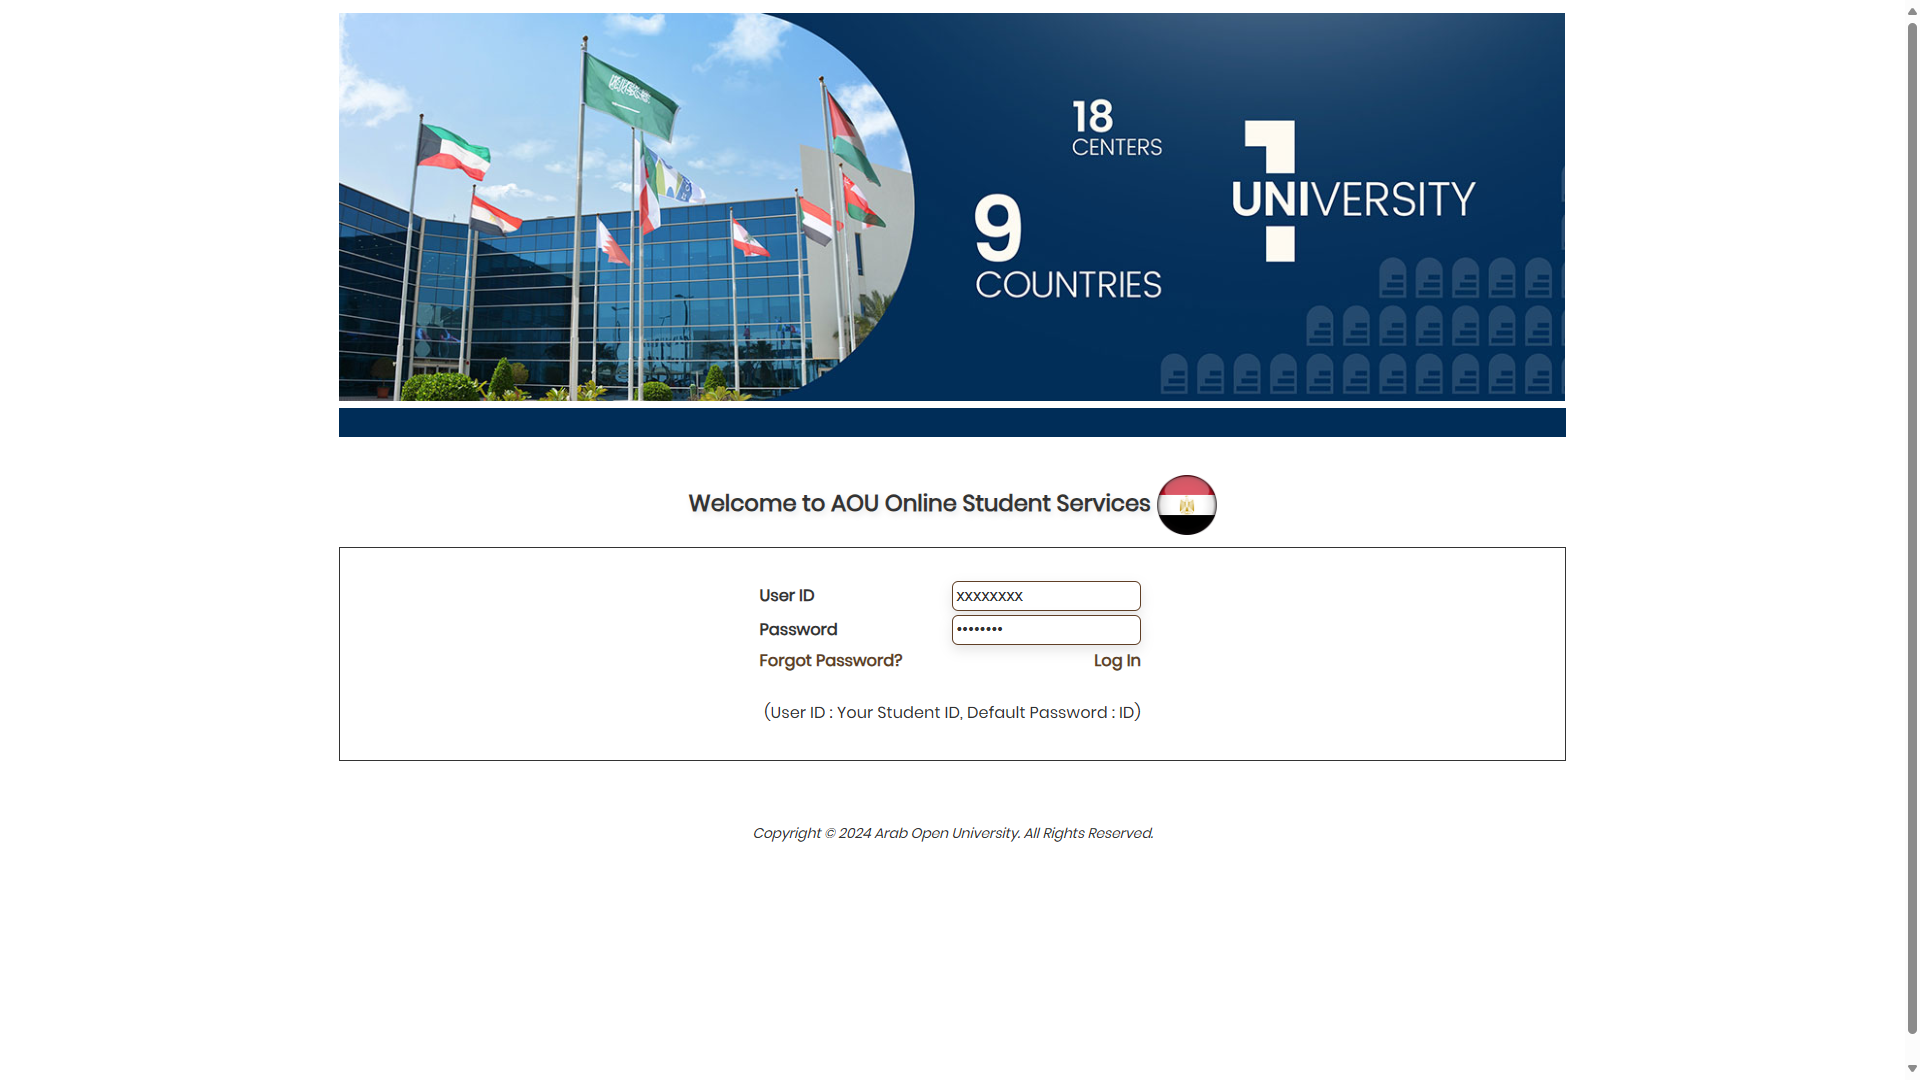 18
CENTERS
9
COUNTRIES
UNIVERSITY
Welcome to AOU Online Student Services
User ID
xxxxxxxx
Password
••••••••
Forgot Password?
Log In
(User ID : Your Student ID, Default Password : ID)
Copyright © 2024 Arab Open University. All Rights Reserved.